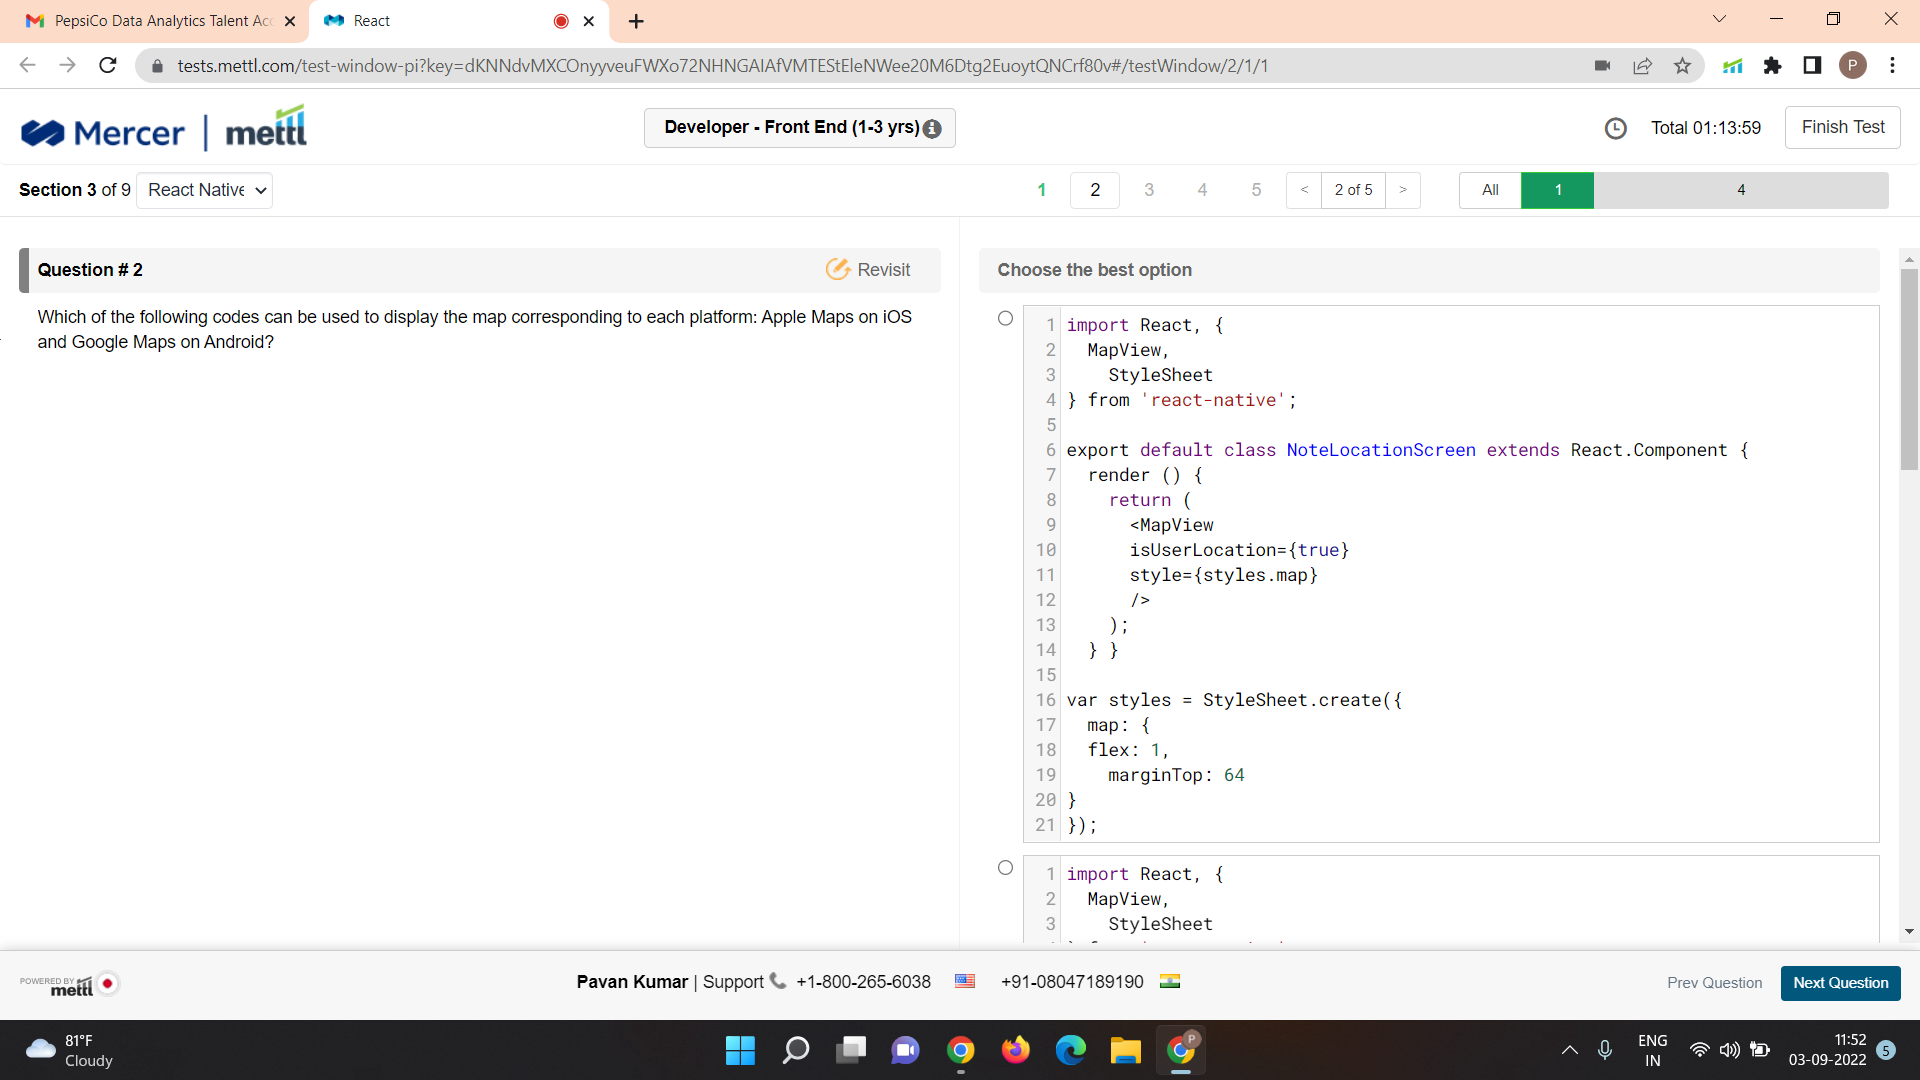 PepsiCo Data Analytics Talent Acc
React
tests.mettl.com/test-window-pi?key=dKNNdvMXCOnyyveuFWXo72NHNGAIAfVMTEStEleNWee20M6Dtg2EuoytQNCrf80v#/testWindow/2/1/1
P
Mercer | mettl
Developer - Front End (1-3 yrs)
Total 01:13:59
Finish Test
Section 3 of 9
React Native
1
2
3
4
5
<
2 of 5
>
All
1
4
Question # 2
Revisit
Which of the following codes can be used to display the map corresponding to each platform: Apple Maps on iOS
and Google Maps on Android?
Choose the best option
1 import React, {
2   MapView,
3     StyleSheet
4 } from 'react-native';
5
6 export default class NoteLocationScreen extends React.Component {
7   render () {
8     return (
9       <MapView
10       isUserLocation={true}
11       style={styles.map}
12       />
13     );
14   } }
15
16 var styles = StyleSheet.create({
17   map: {
18   flex: 1,
19     marginTop: 64
20 }
21 });
1 import React, {
2   MapView,
3     StyleSheet
POWERED BY
mettl
Pavan Kumar | Support +1-800-265-6038
+91-08047189190
Prev Question
Next Question
81°F
Cloudy
P
ENG
IN
11:52
03-09-2022
5